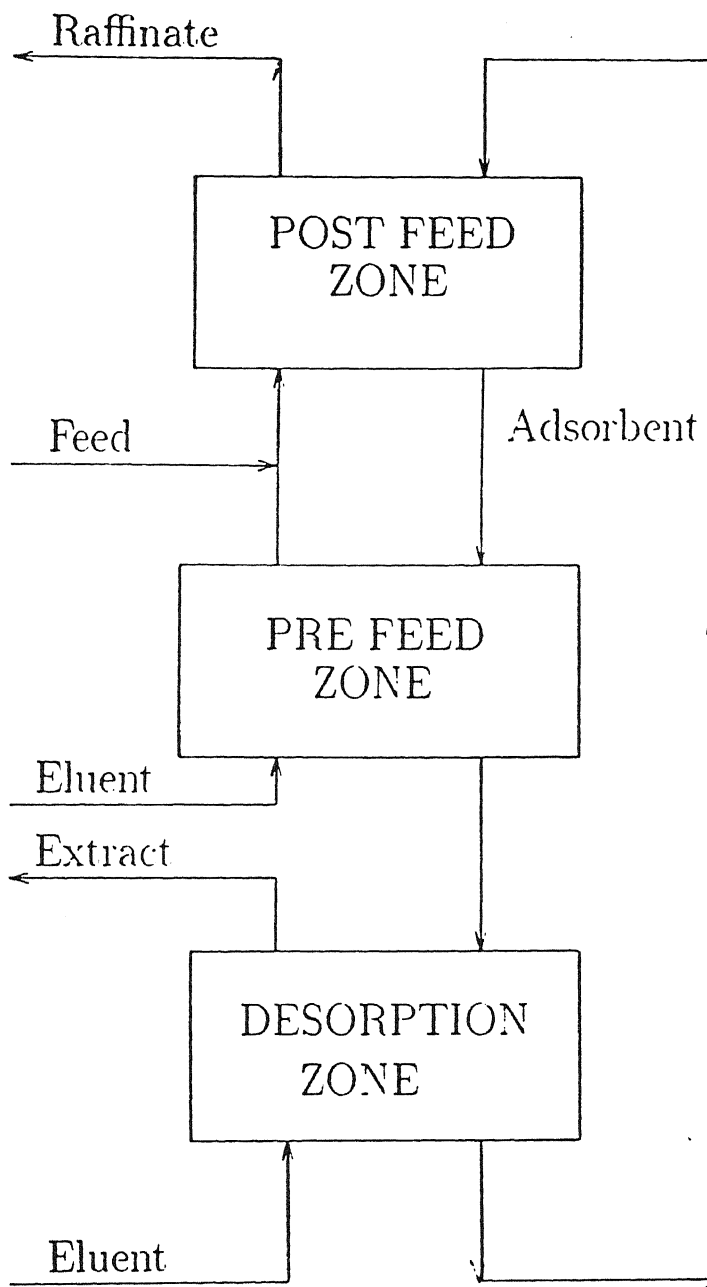 Raffinate
POST FEED
ZONE
Feed
Adsorbent
PRE FEED
ZONE
Eluent
Extract
DESORPTION
ZONE
Eluent